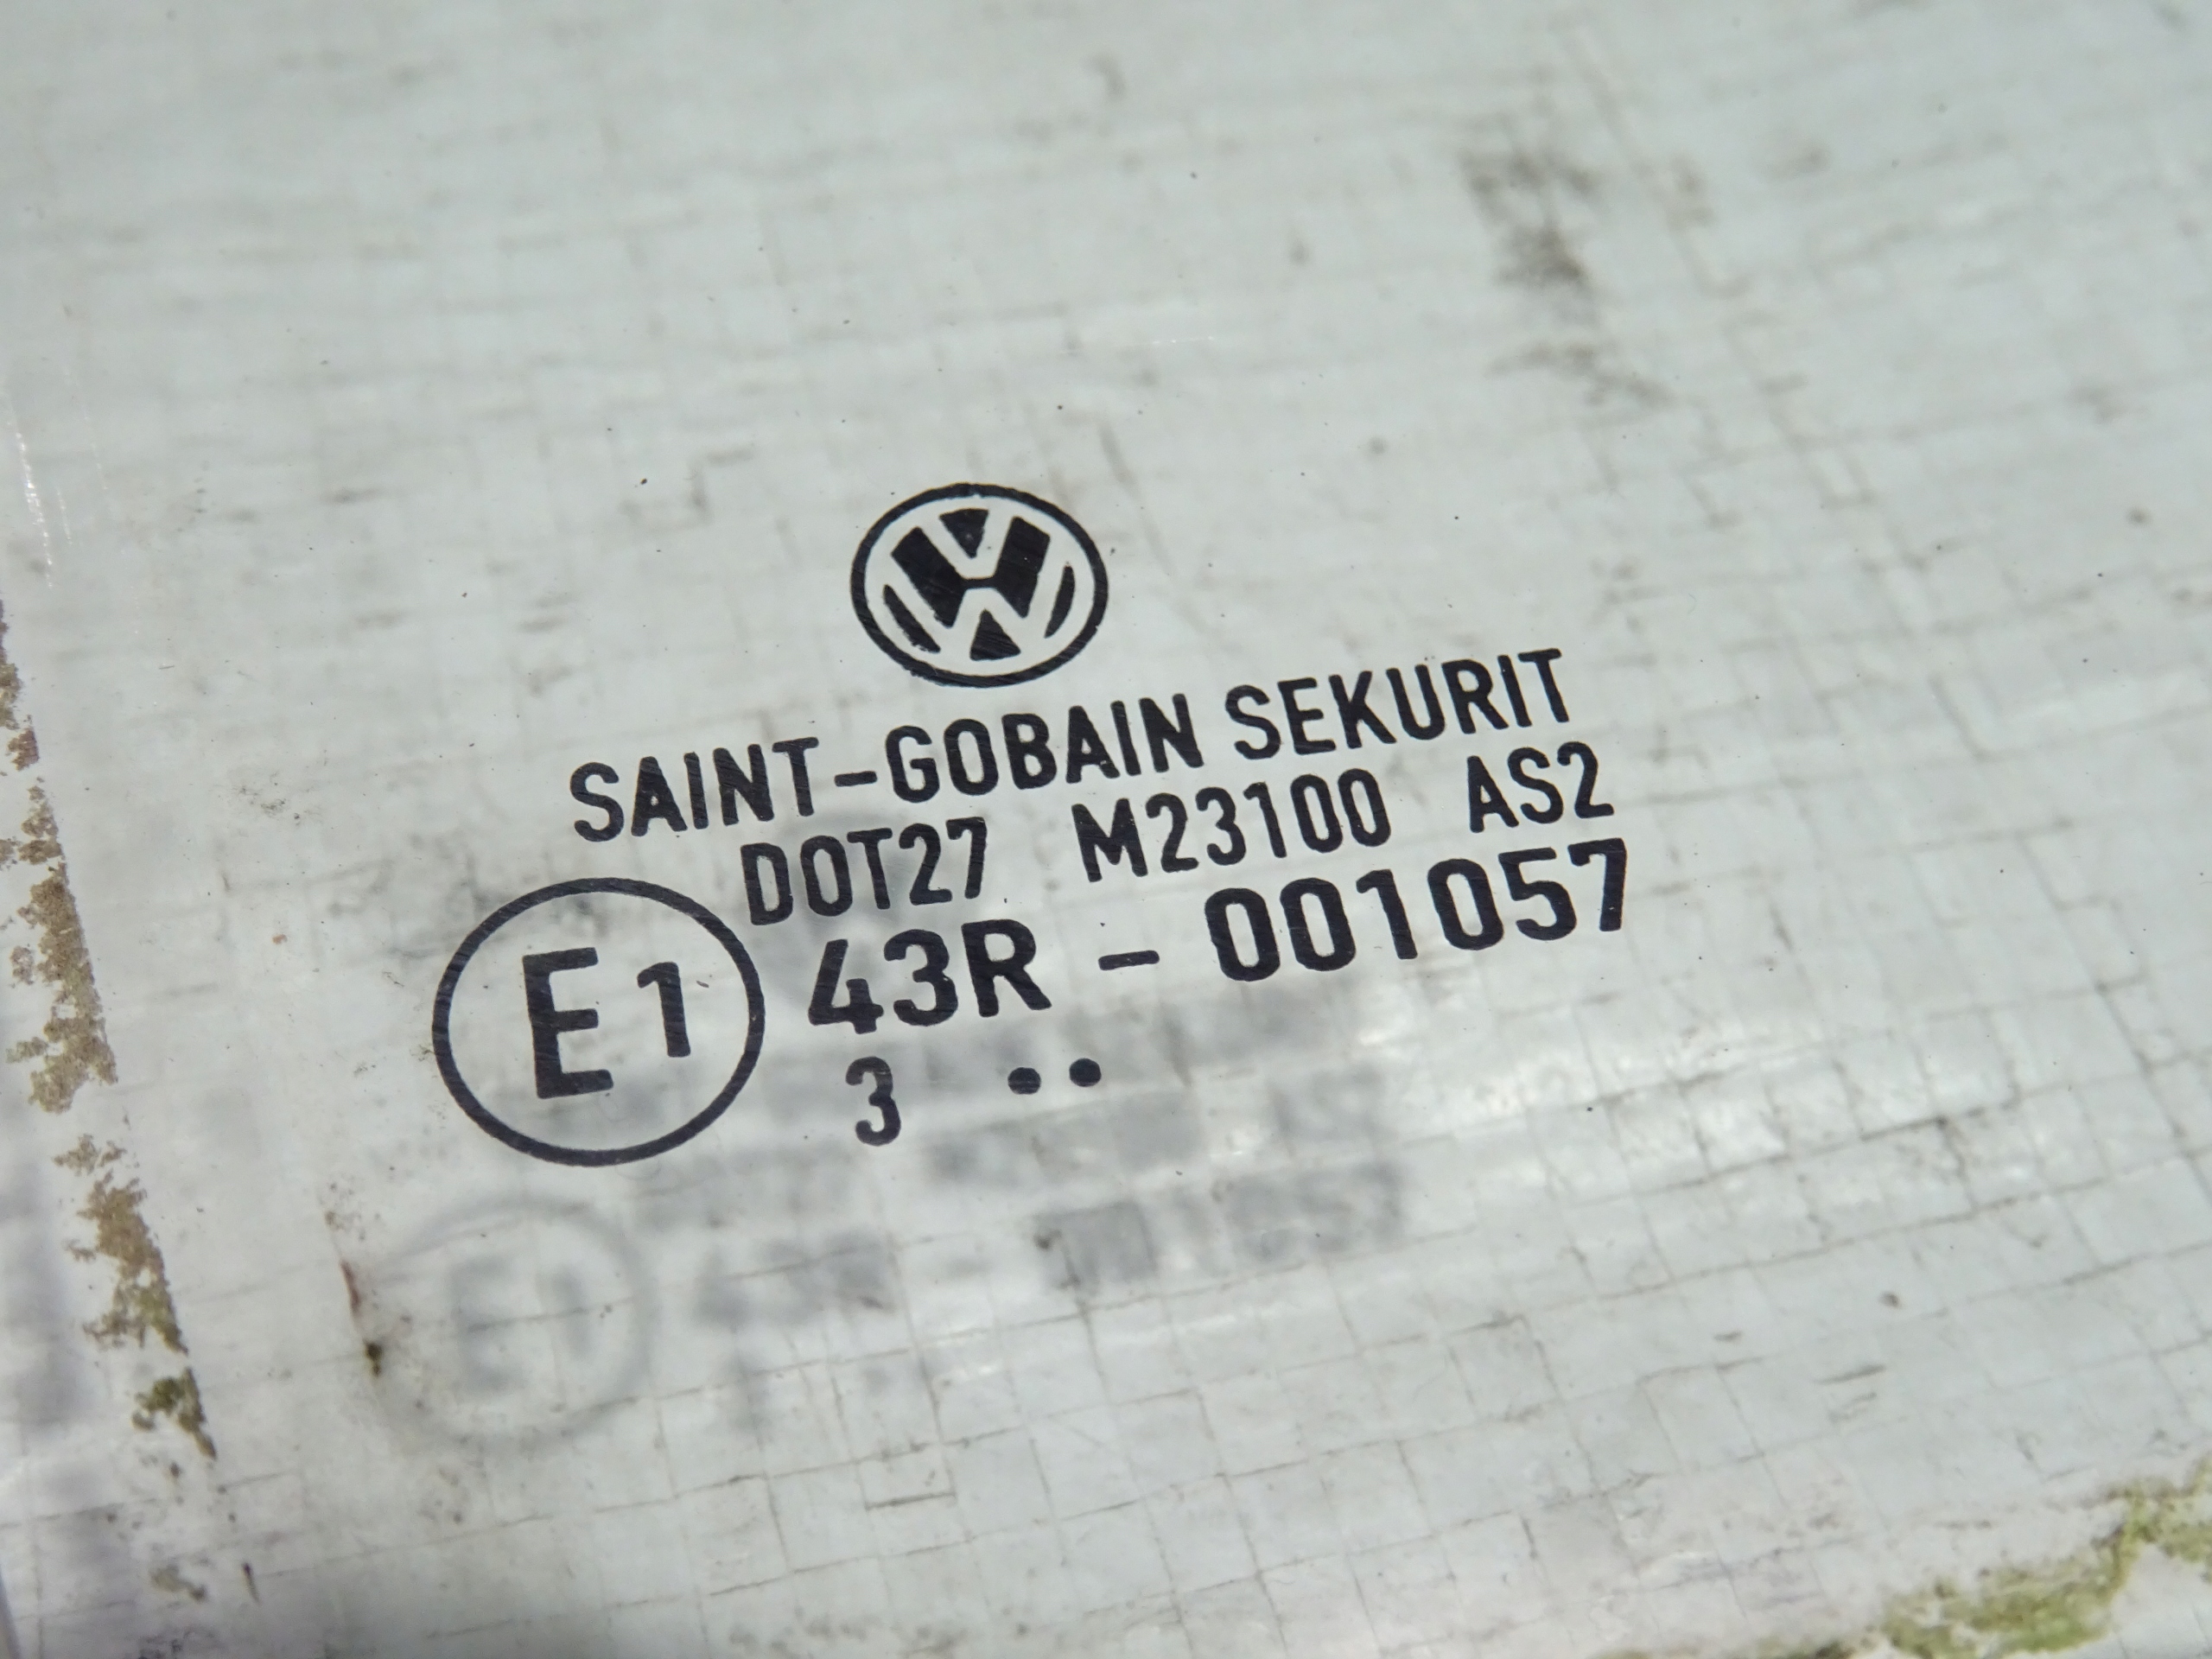 SAINT-GOBAIN SEKURIT
DOT27 M23100 AS2
E1 43R - 001057
3 ••